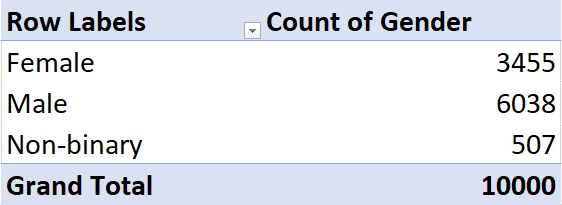 Row Labels Count of Gender
Female 3455
Male 6038
Non-binary 507
Grand Total 10000